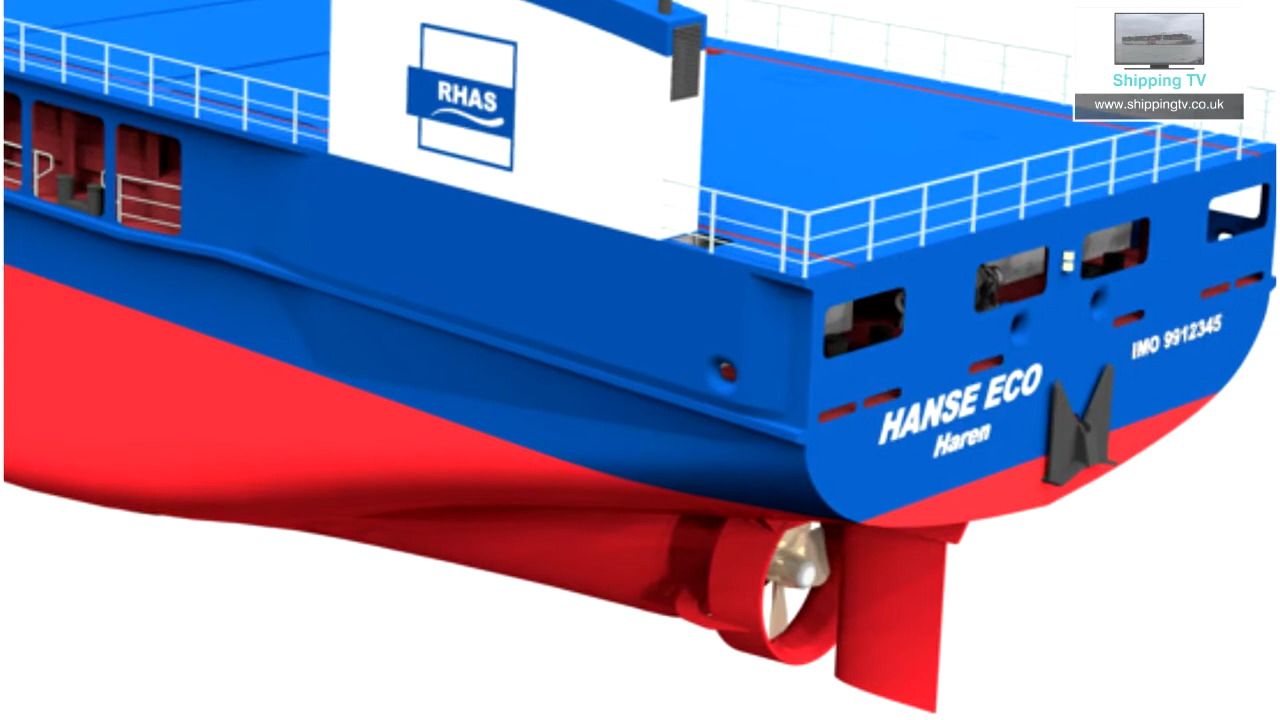 Shipping TV
www.shippingtv.co.uk
RHAS
IMO 9912345
HANSE ECO
Haren